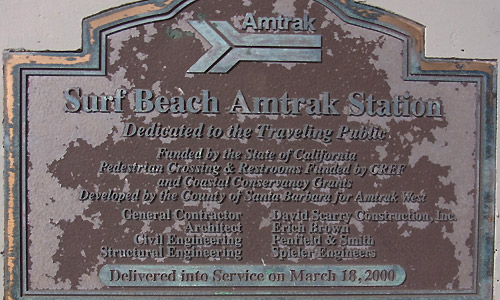 Amtrak
Surf Beach Amtrak Station
Dedicated to the Traveling Public
Funded by the State of California
Pedestrian Crossing & Restrooms Funded by CREF
and Coastal Conservancy Grants
Developed by the County of Santa Barbara for Amtrak West
General Contractor David Scarry Construction, Inc.
Architect Erich Brown
Civil Engineering Penfield & Smith
Structural Engineering Spieler Engineers
Delivered into Service on March 18, 2000